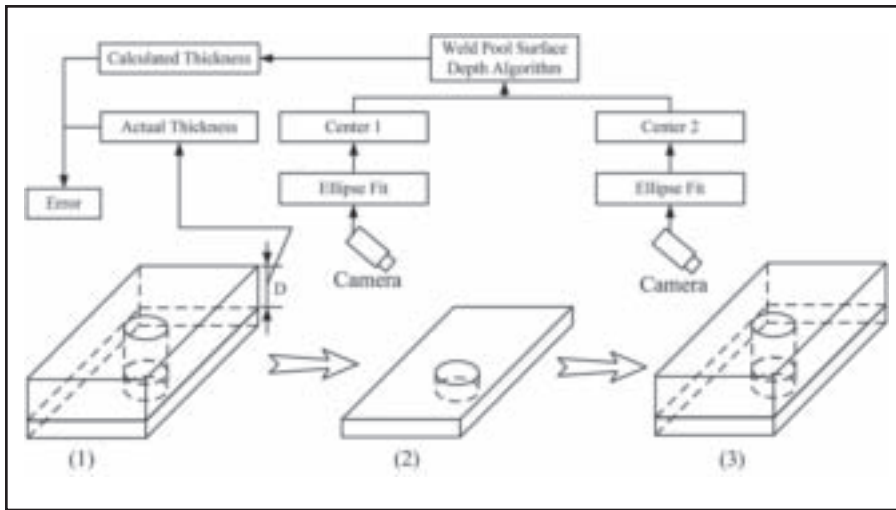 Weld Pool Surface
Depth Algorithm
Calculated Thickness
Actual Thickness
Center 1
Center 2
Ellipse Fit
Ellipse Fit
Error
Camera
Camera
D
(1)
(2)
(3)